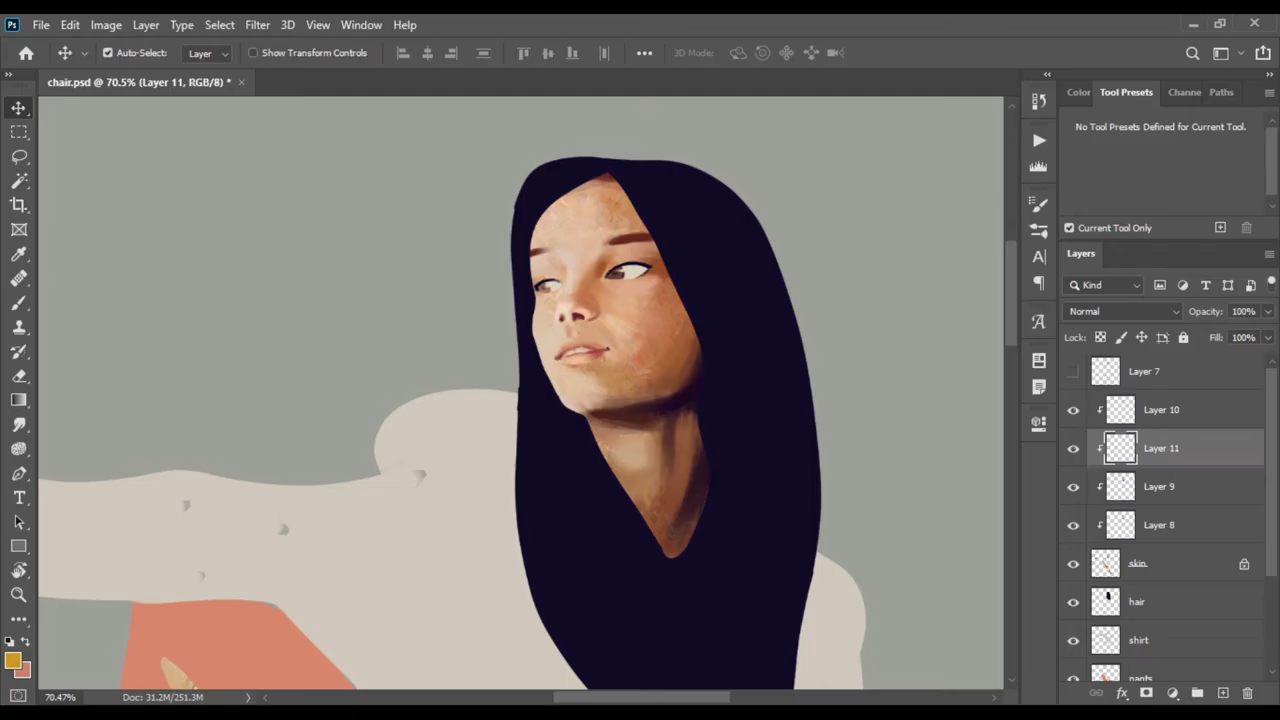 Ps File Edit Image Layer Type Select Filter 3D View Window Help
Auto-Select: Layer Show Transform Controls 3D Mode:
chair.psd @ 70.5% (Layer 11, RGB/8) *
Color Tool Presets Channe Paths
No Tool Presets Defined for Current Tool.
Current Tool Only
Layers
Kind
Normal Opacity: 100%
Lock: Fill: 100%
Layer 7
Layer 10
Layer 11
Layer 9
Layer 8
skin
hair
shirt
pants
70.47% Doc: 31.2M/251.3M